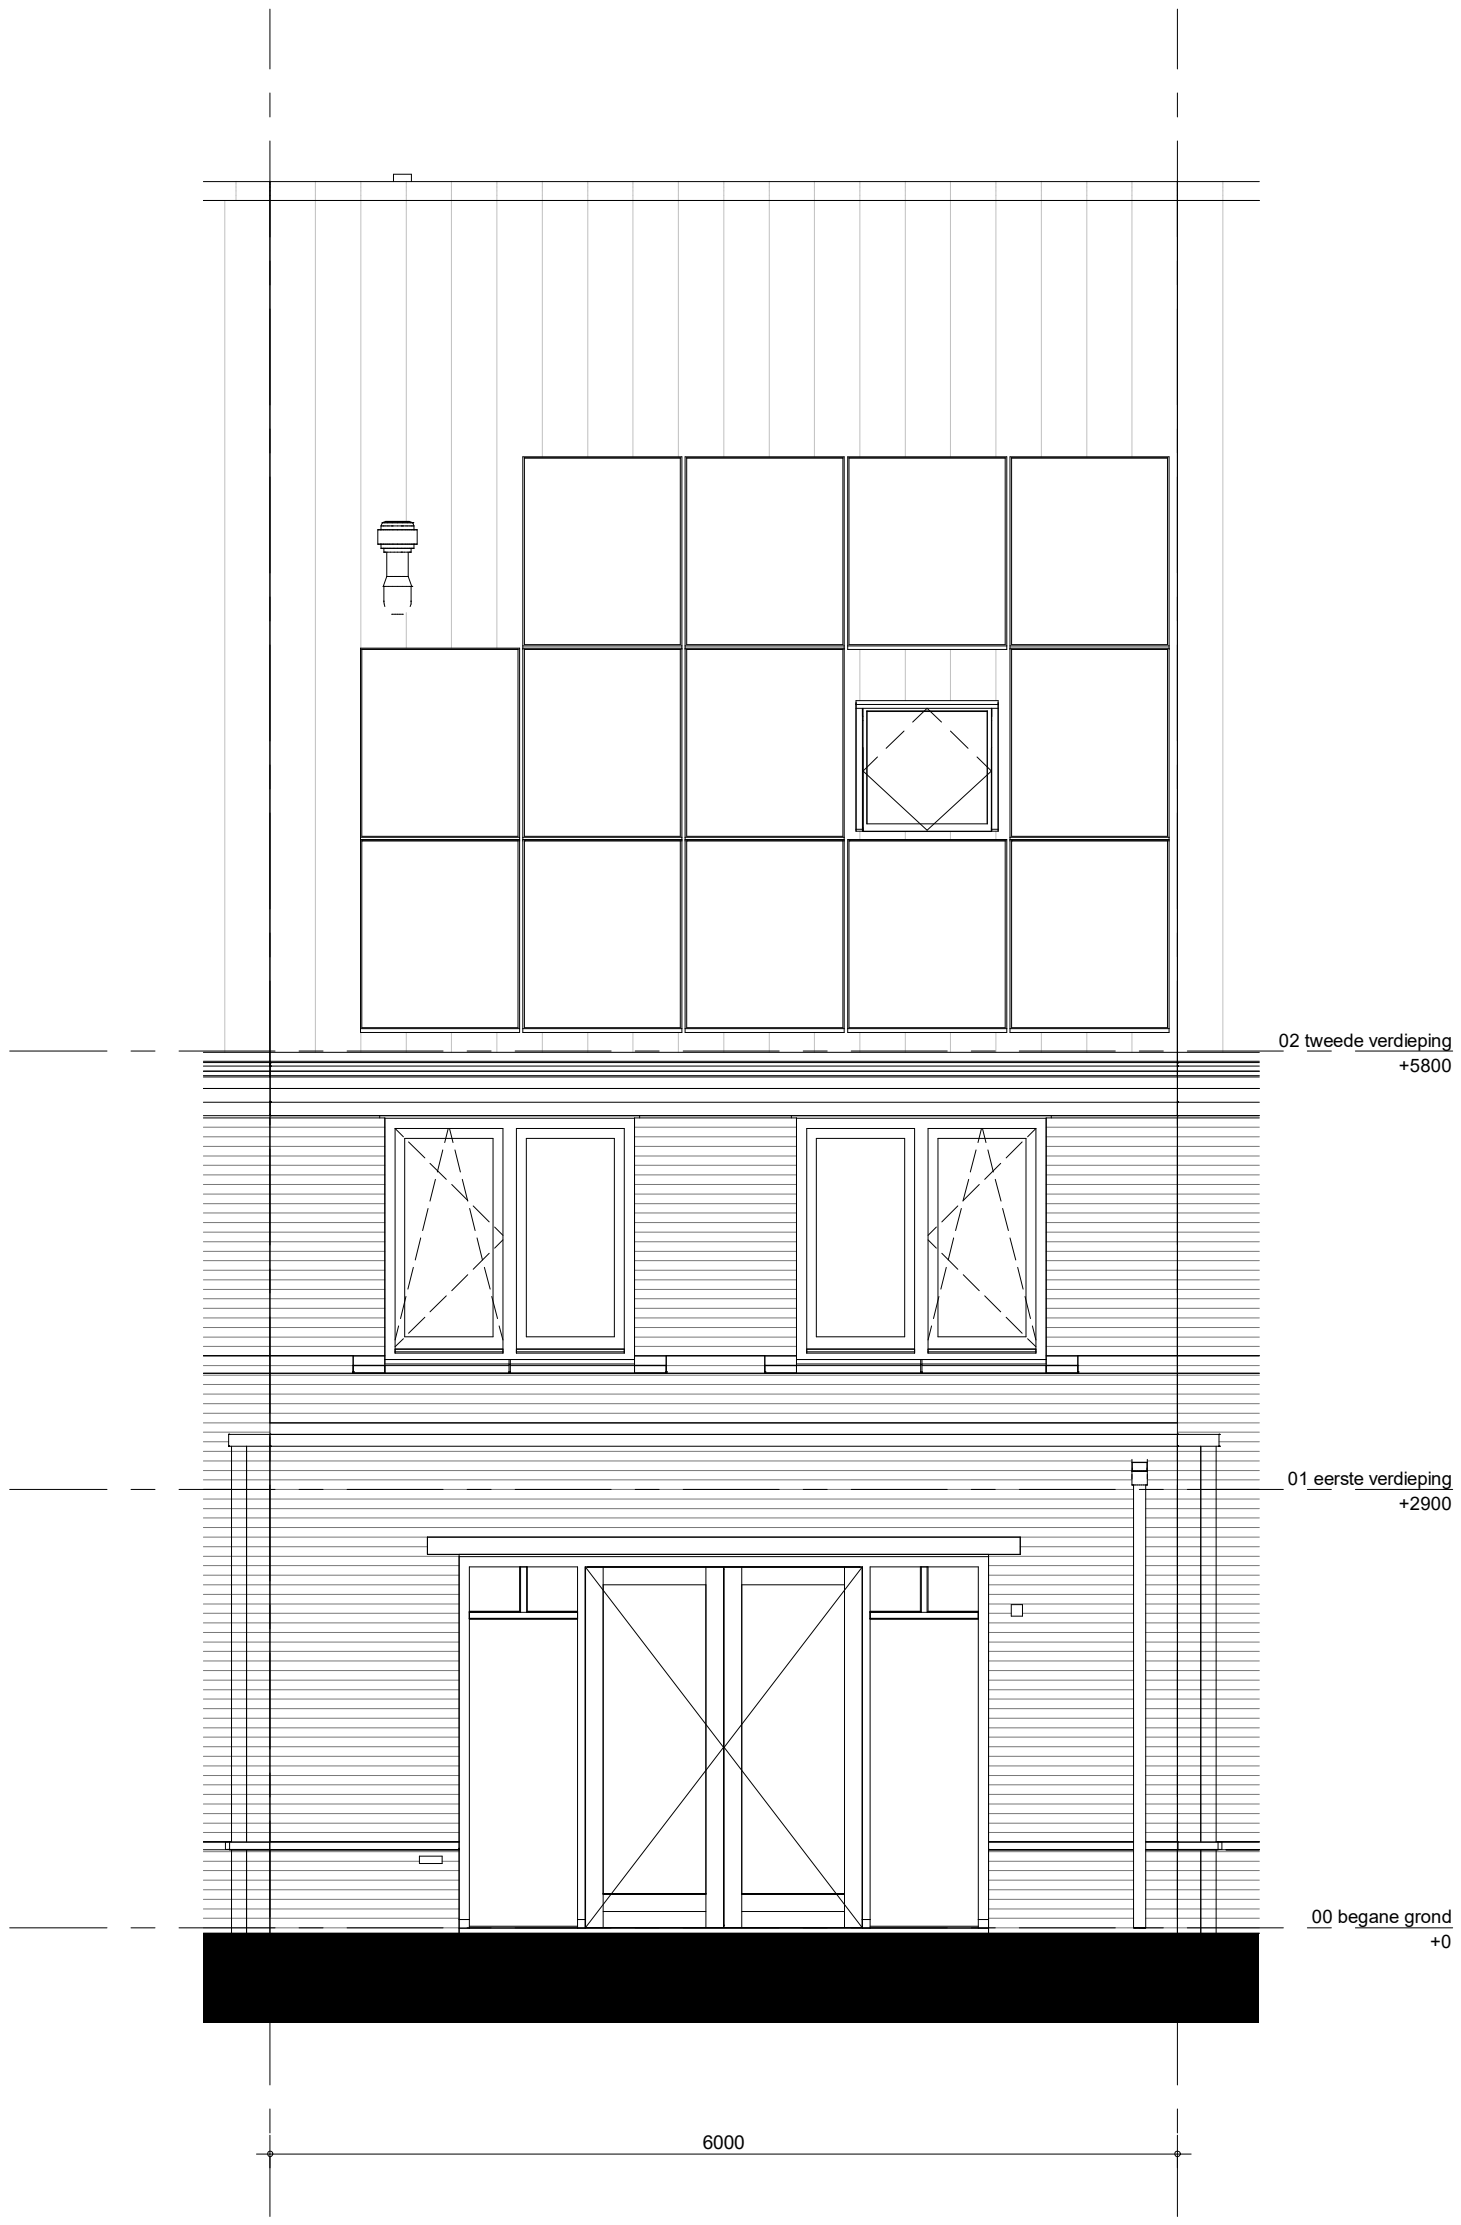 02 tweede verdieping
+5800
01 eerste verdieping
+2900
00 begane grond
+0
6000